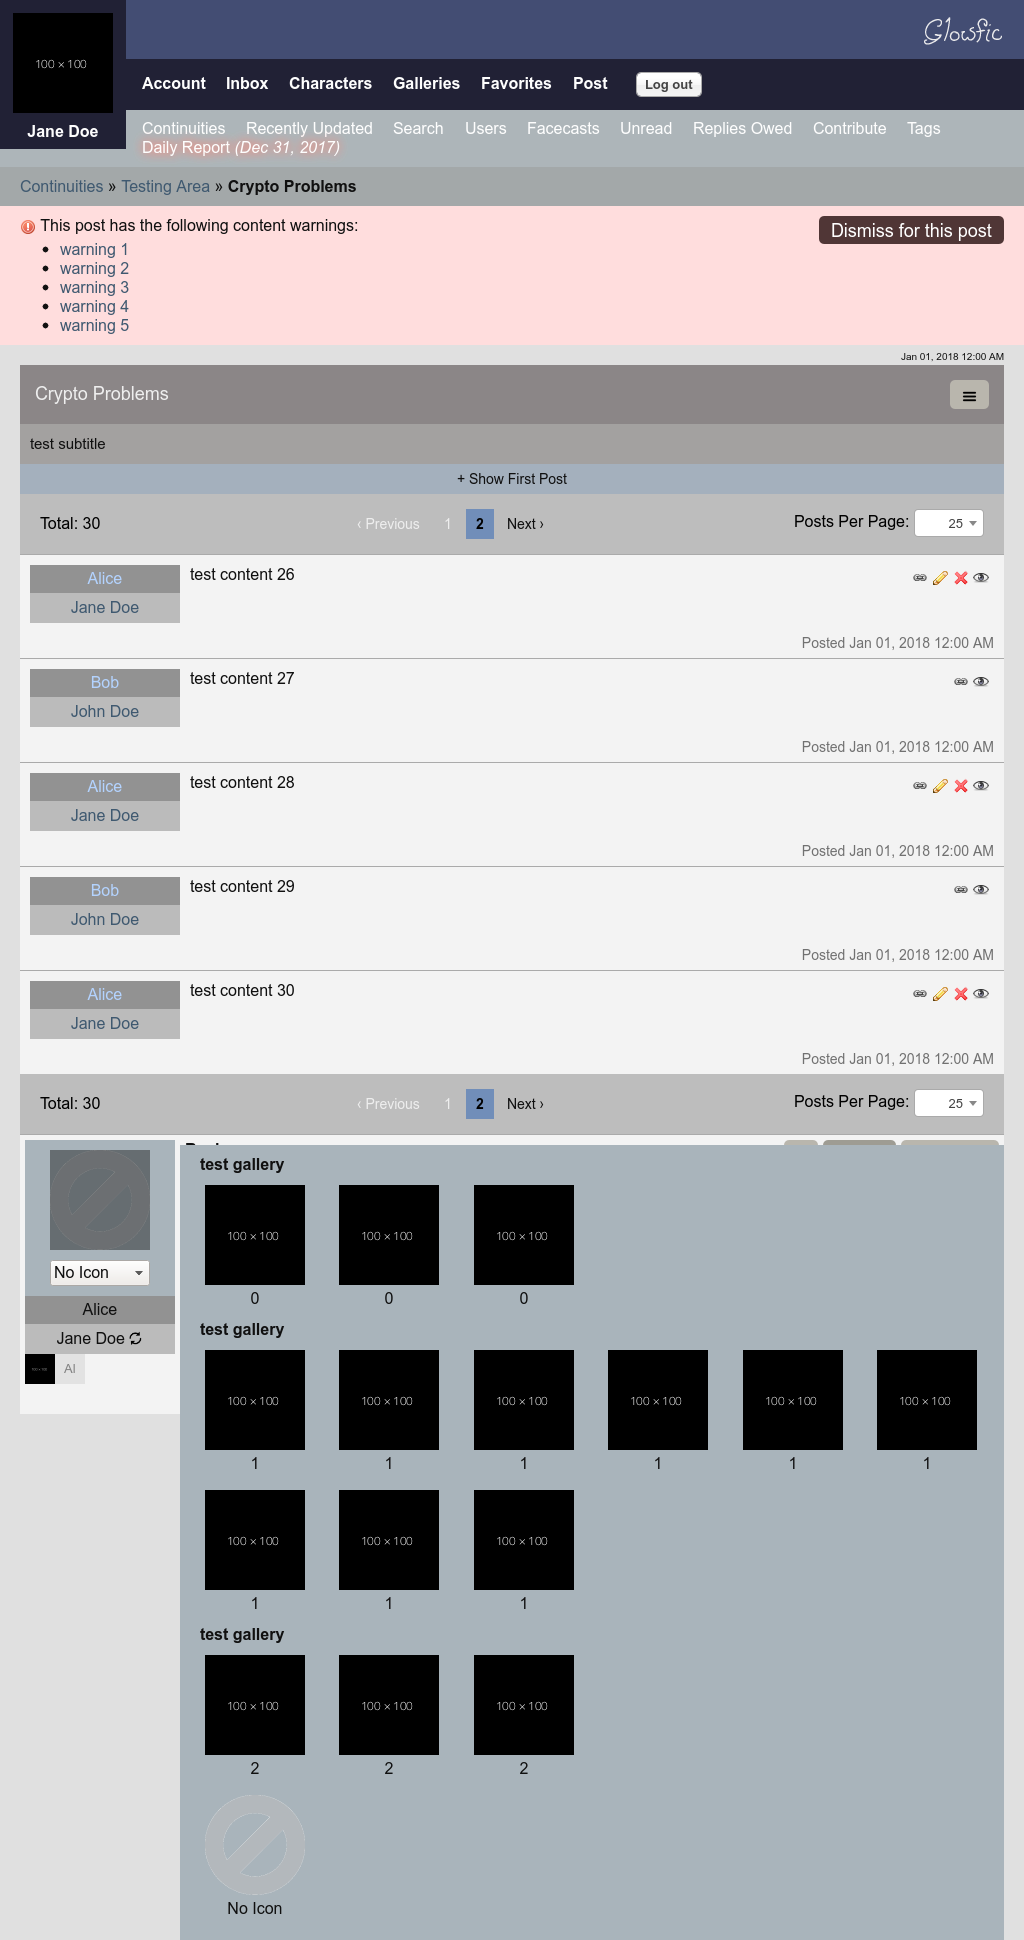 Glowfic
100 × 100
Account Inbox Characters Galleries Favorites Post Log out
Jane Doe
Continuities Recently Updated Search Users Facecasts Unread Replies Owed Contribute Tags
Daily Report (Dec 31, 2017)
Continuities » Testing Area » Crypto Problems
This post has the following content warnings:
Dismiss for this post
• warning 1
• warning 2
• warning 3
• warning 4
• warning 5
Jan 01, 2018 12:00 AM
Crypto Problems
test subtitle
+ Show First Post
Total: 30 ‹ Previous 1 2 Next › Posts Per Page: 25
Alice
Jane Doe
test content 26
Posted Jan 01, 2018 12:00 AM
Bob
John Doe
test content 27
Posted Jan 01, 2018 12:00 AM
Alice
Jane Doe
test content 28
Posted Jan 01, 2018 12:00 AM
Bob
John Doe
test content 29
Posted Jan 01, 2018 12:00 AM
Alice
Jane Doe
test content 30
Posted Jan 01, 2018 12:00 AM
Total: 30 ‹ Previous 1 2 Next › Posts Per Page: 25
No Icon
Alice
Jane Doe
Al
test gallery
100 × 100 100 × 100 100 × 100
0 0 0
test gallery
100 × 100 100 × 100 100 × 100 100 × 100 100 × 100 100 × 100
1 1 1 1 1 1
100 × 100 100 × 100 100 × 100
1 1 1
test gallery
100 × 100 100 × 100 100 × 100
2 2 2
No Icon